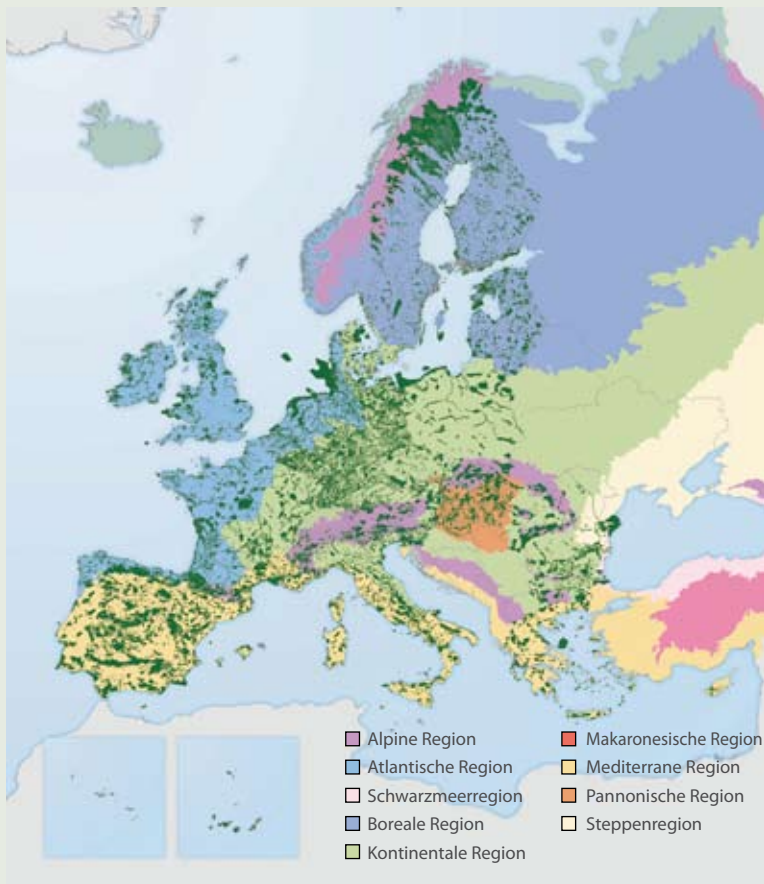 Alpine Region
Atlantische Region
Schwarzmeerregion
Boreale Region
Kontinentale Region
Makaronesische Region
Mediterrane Region
Pannonische Region
Steppenregion